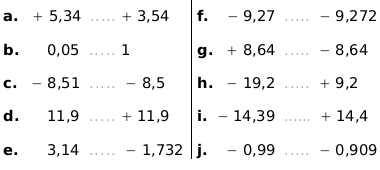 a. + 5,34 ..... + 3,54
b. 0,05 ..... 1
c. − 8,51 ..... − 8,5
d. 11,9 ..... + 11,9
e. 3,14 ..... − 1,732
f. − 9,27 ..... − 9,272
g. + 8,64 ..... − 8,64
h. − 19,2 ..... + 9,2
i. − 14,39 ...... + 14,4
j. − 0,99 ..... − 0,909